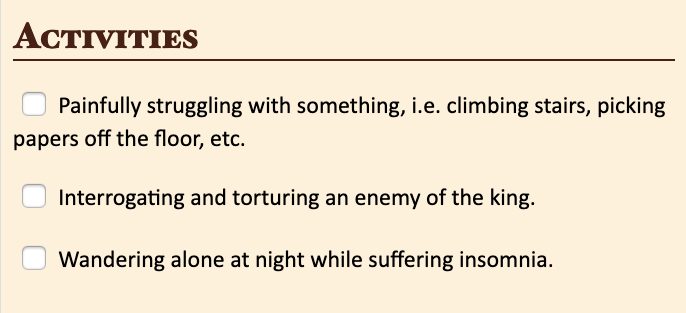 ACTIVITIES
Painfully struggling with something, i.e. climbing stairs, picking
papers off the floor, etc.
Interrogating and torturing an enemy of the king.
Wandering alone at night while suffering insomnia.